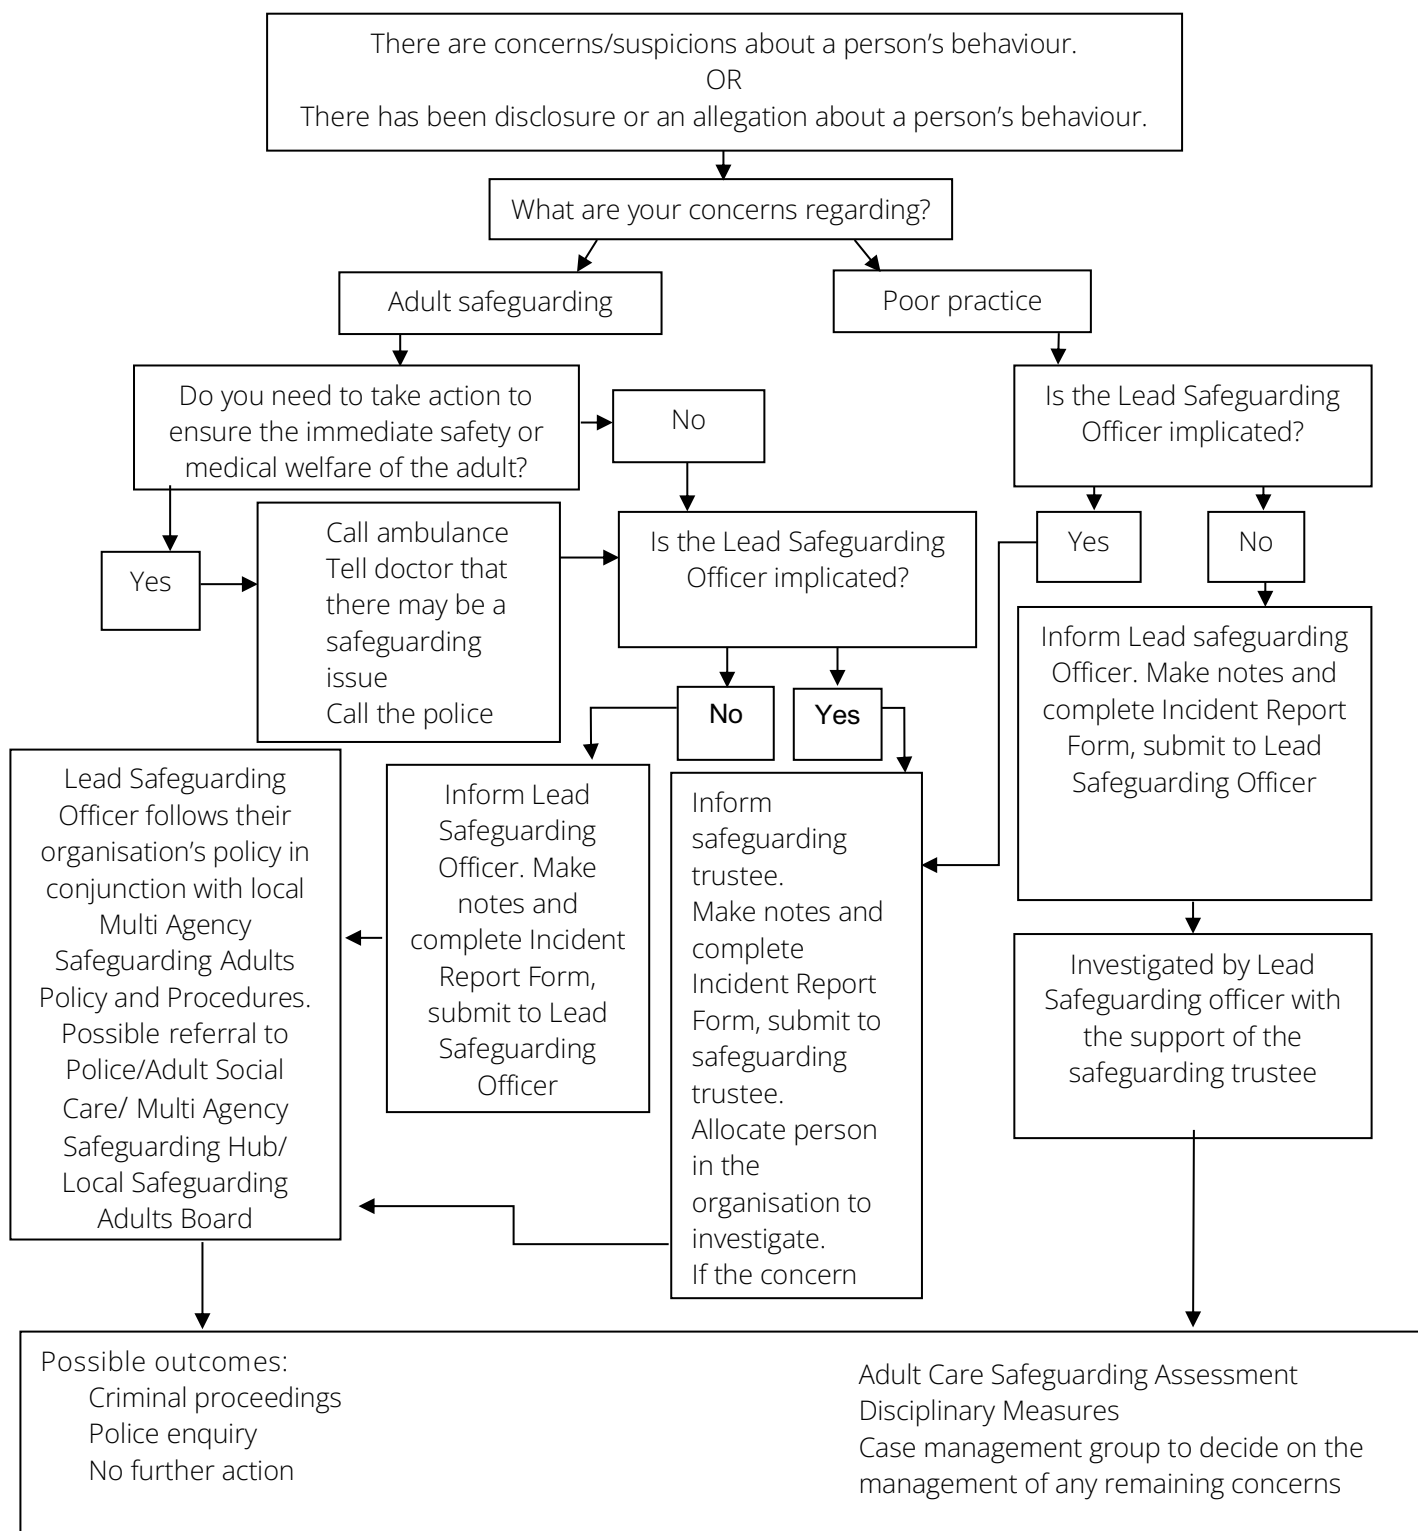 There are concerns/suspicions about a person’s behaviour.
OR
There has been disclosure or an allegation about a person’s behaviour.
What are your concerns regarding?
Adult safeguarding
Poor practice
Do you need to take action to
ensure the immediate safety or
medical welfare of the adult?
No
Is the Lead Safeguarding
Officer implicated?
Yes
Call ambulance
Tell doctor that
there may be a
safeguarding
issue
Call the police
Is the Lead Safeguarding
Officer implicated?
Yes
No
No
Yes
Inform Lead safeguarding
Officer. Make notes and
complete Incident Report
Form, submit to Lead
Safeguarding Officer
Lead Safeguarding
Officer follows their
organisation’s policy in
conjunction with local
Multi Agency
Safeguarding Adults
Policy and Procedures.
Possible referral to
Police/Adult Social
Care/ Multi Agency
Safeguarding Hub/
Local Safeguarding
Adults Board
Inform Lead
Safeguarding
Officer. Make
notes and
complete Incident
Report Form,
submit to Lead
Safeguarding
Officer
Inform
safeguarding
trustee.
Make notes and
complete
Incident Report
Form, submit to
safeguarding
trustee.
Allocate person
in the
organisation to
investigate.
If the concern
Investigated by Lead
Safeguarding officer with
the support of the
safeguarding trustee
Possible outcomes:
Criminal proceedings
Police enquiry
No further action
Adult Care Safeguarding Assessment
Disciplinary Measures
Case management group to decide on the
management of any remaining concerns